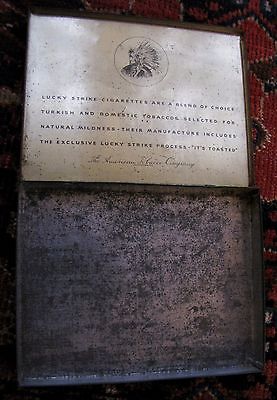 LUCKY STRIKE CIGARETTES ARE A BLEND OF CHOICE
TURKISH AND DOMESTIC TOBACCOS SELECTED FOR
NATURAL MILDNESS - THEIR MANUFACTURE INCLUDES
THE EXCLUSIVE LUCKY STRIKE PROCESS - "IT'S TOASTED"
The American Tobacco Company